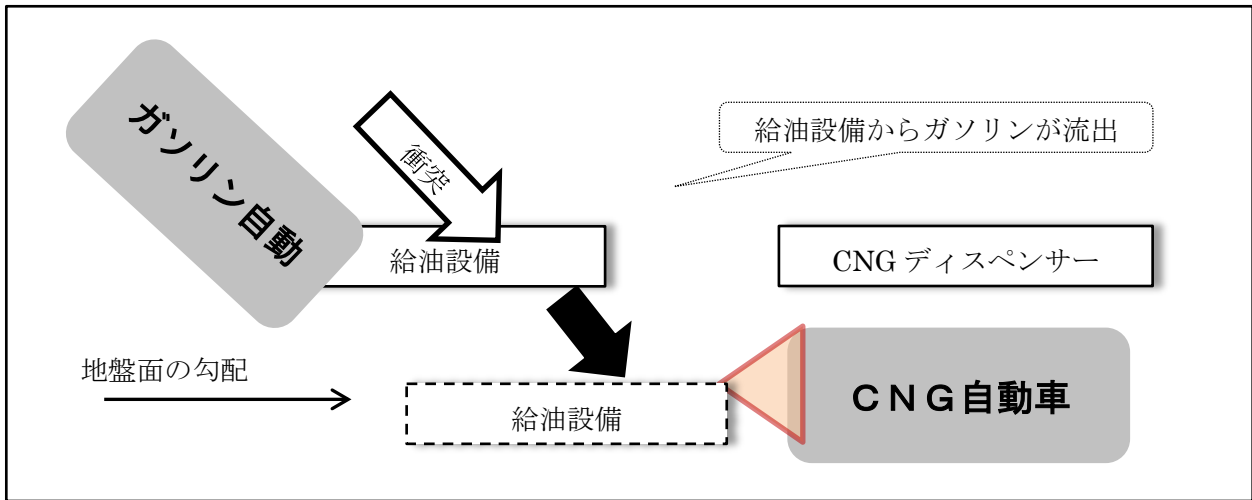 ガソリン自動
衝突
給油設備からガソリンが流出
給油設備
CNG ディスペンサー
地盤面の勾配
給油設備
ＣＮＧ自動車